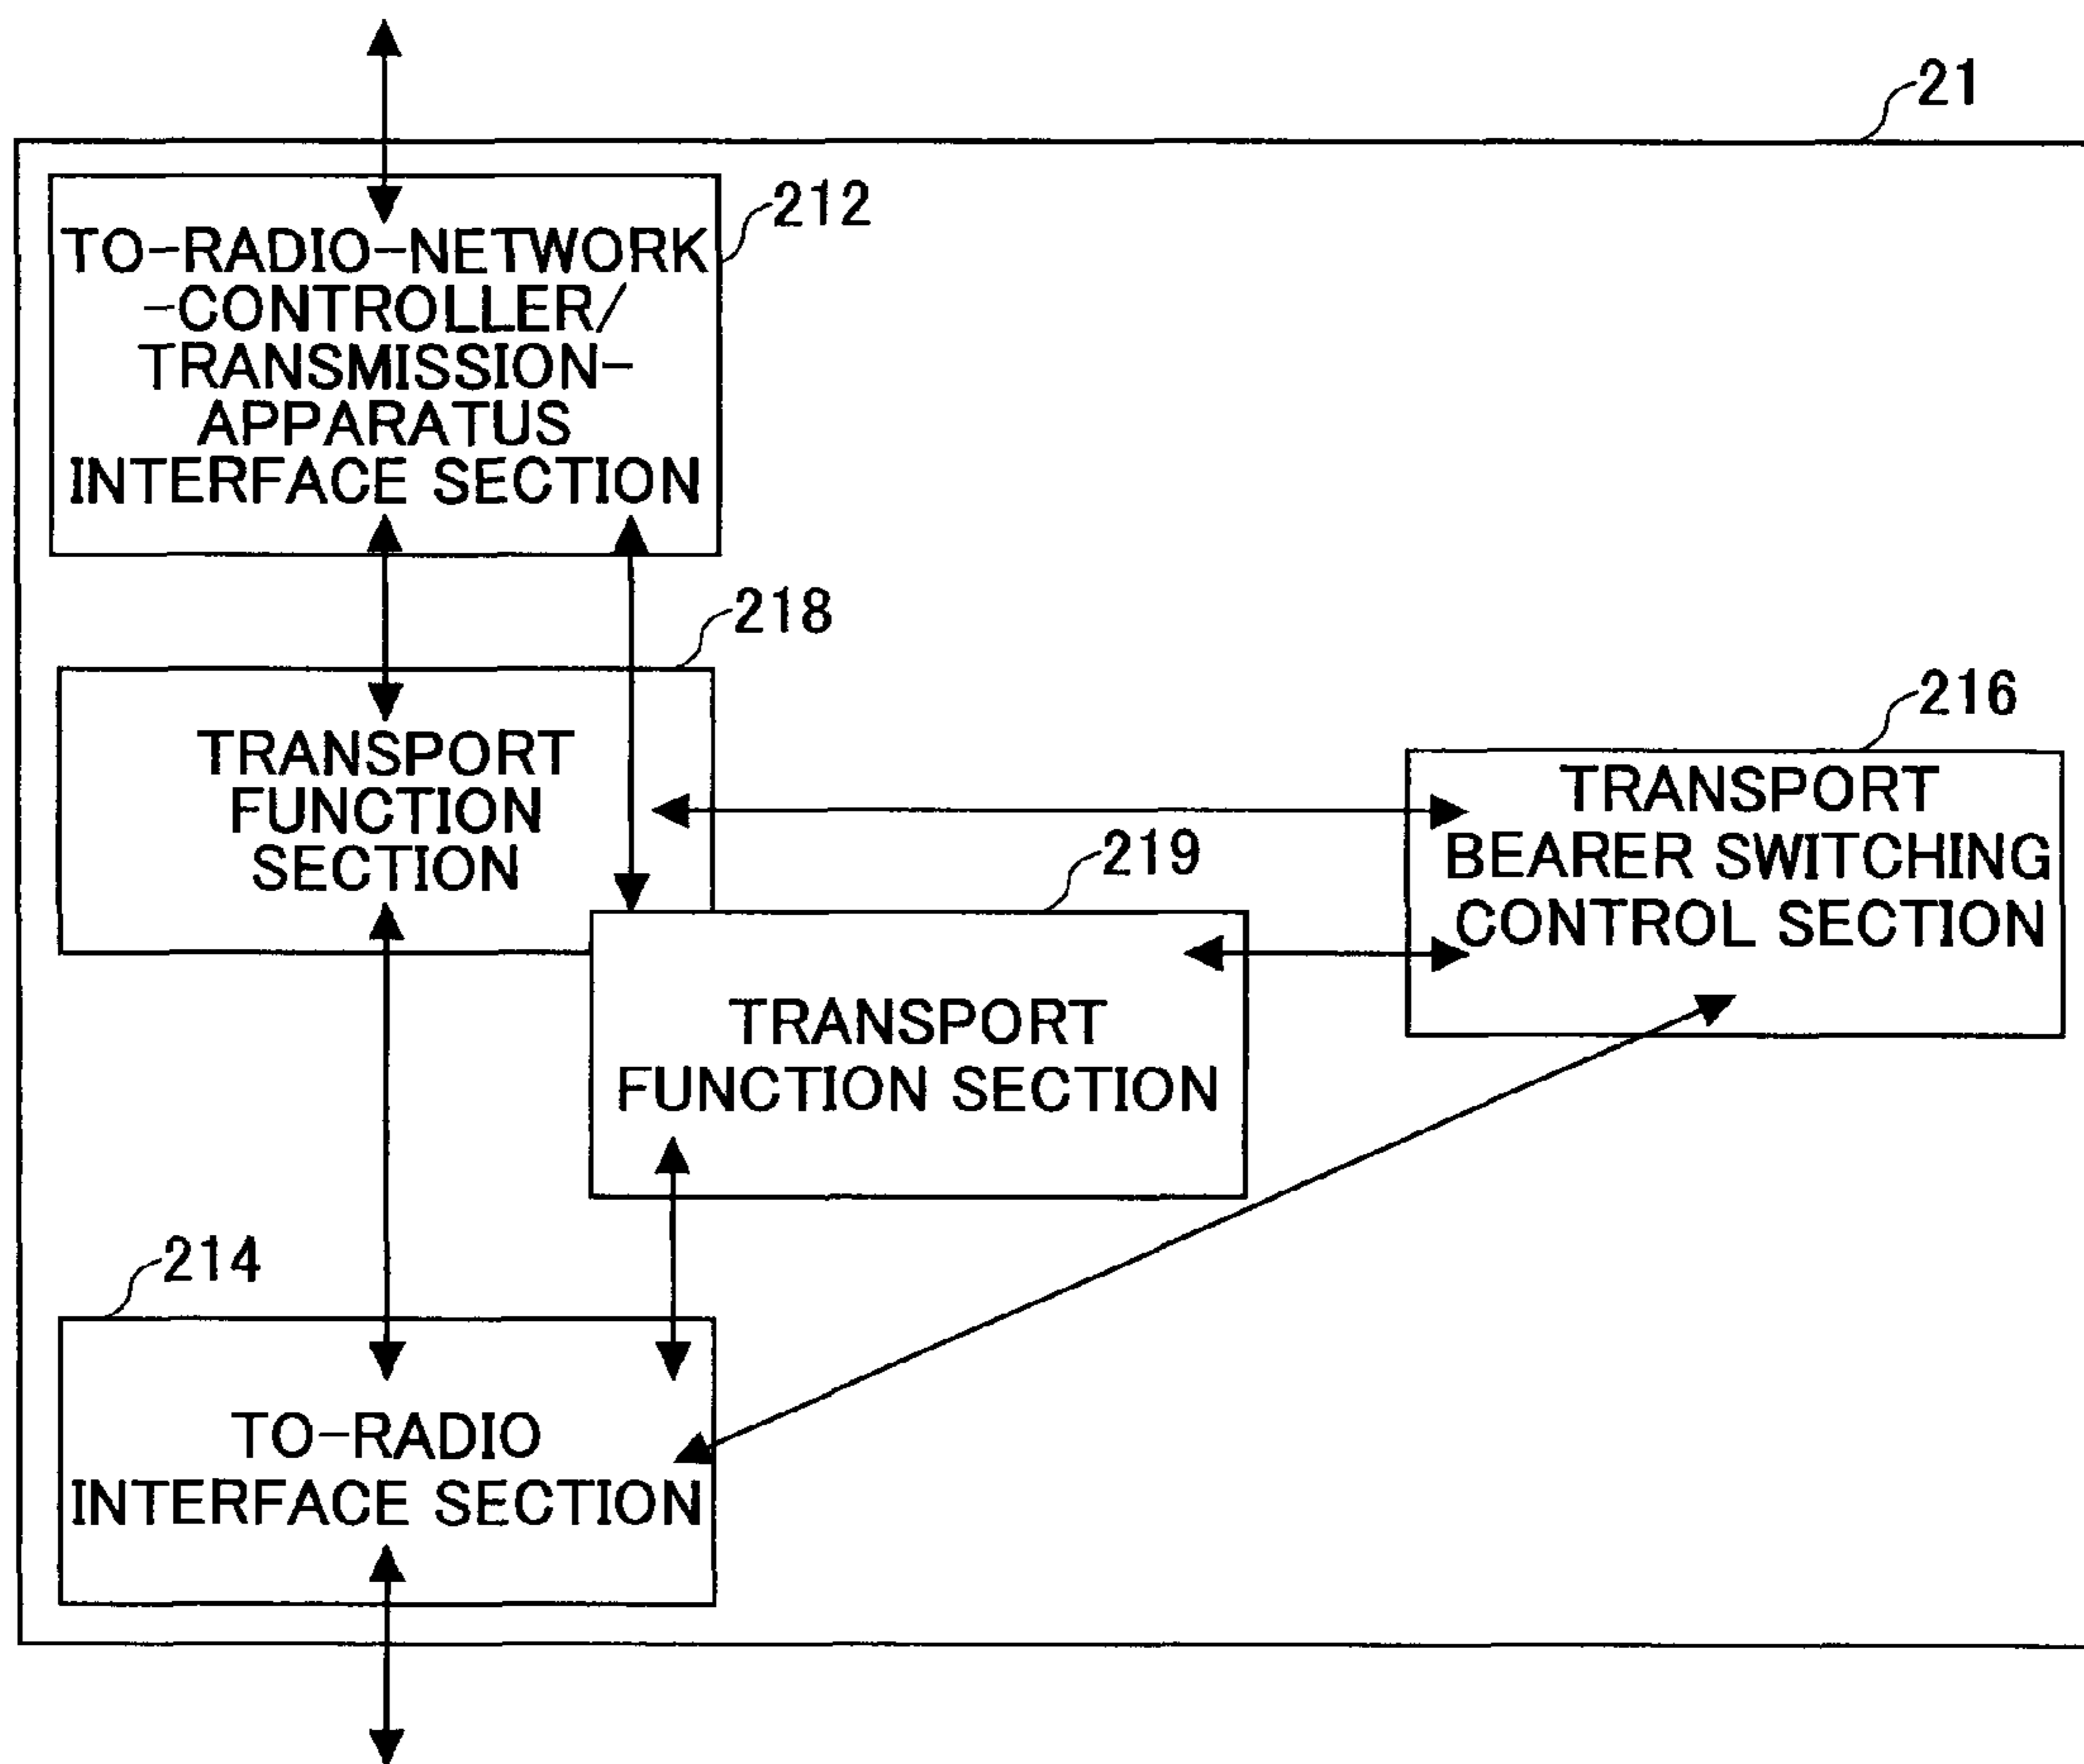 21
212
TO-RADIO-NETWORK
-CONTROLLER/
TRANSMISSION-
APPARATUS
INTERFACE SECTION
218
TRANSPORT
FUNCTION
SECTION
216
TRANSPORT
BEARER SWITCHING
CONTROL SECTION
219
TRANSPORT
FUNCTION SECTION
214
TO-RADIO
INTERFACE SECTION